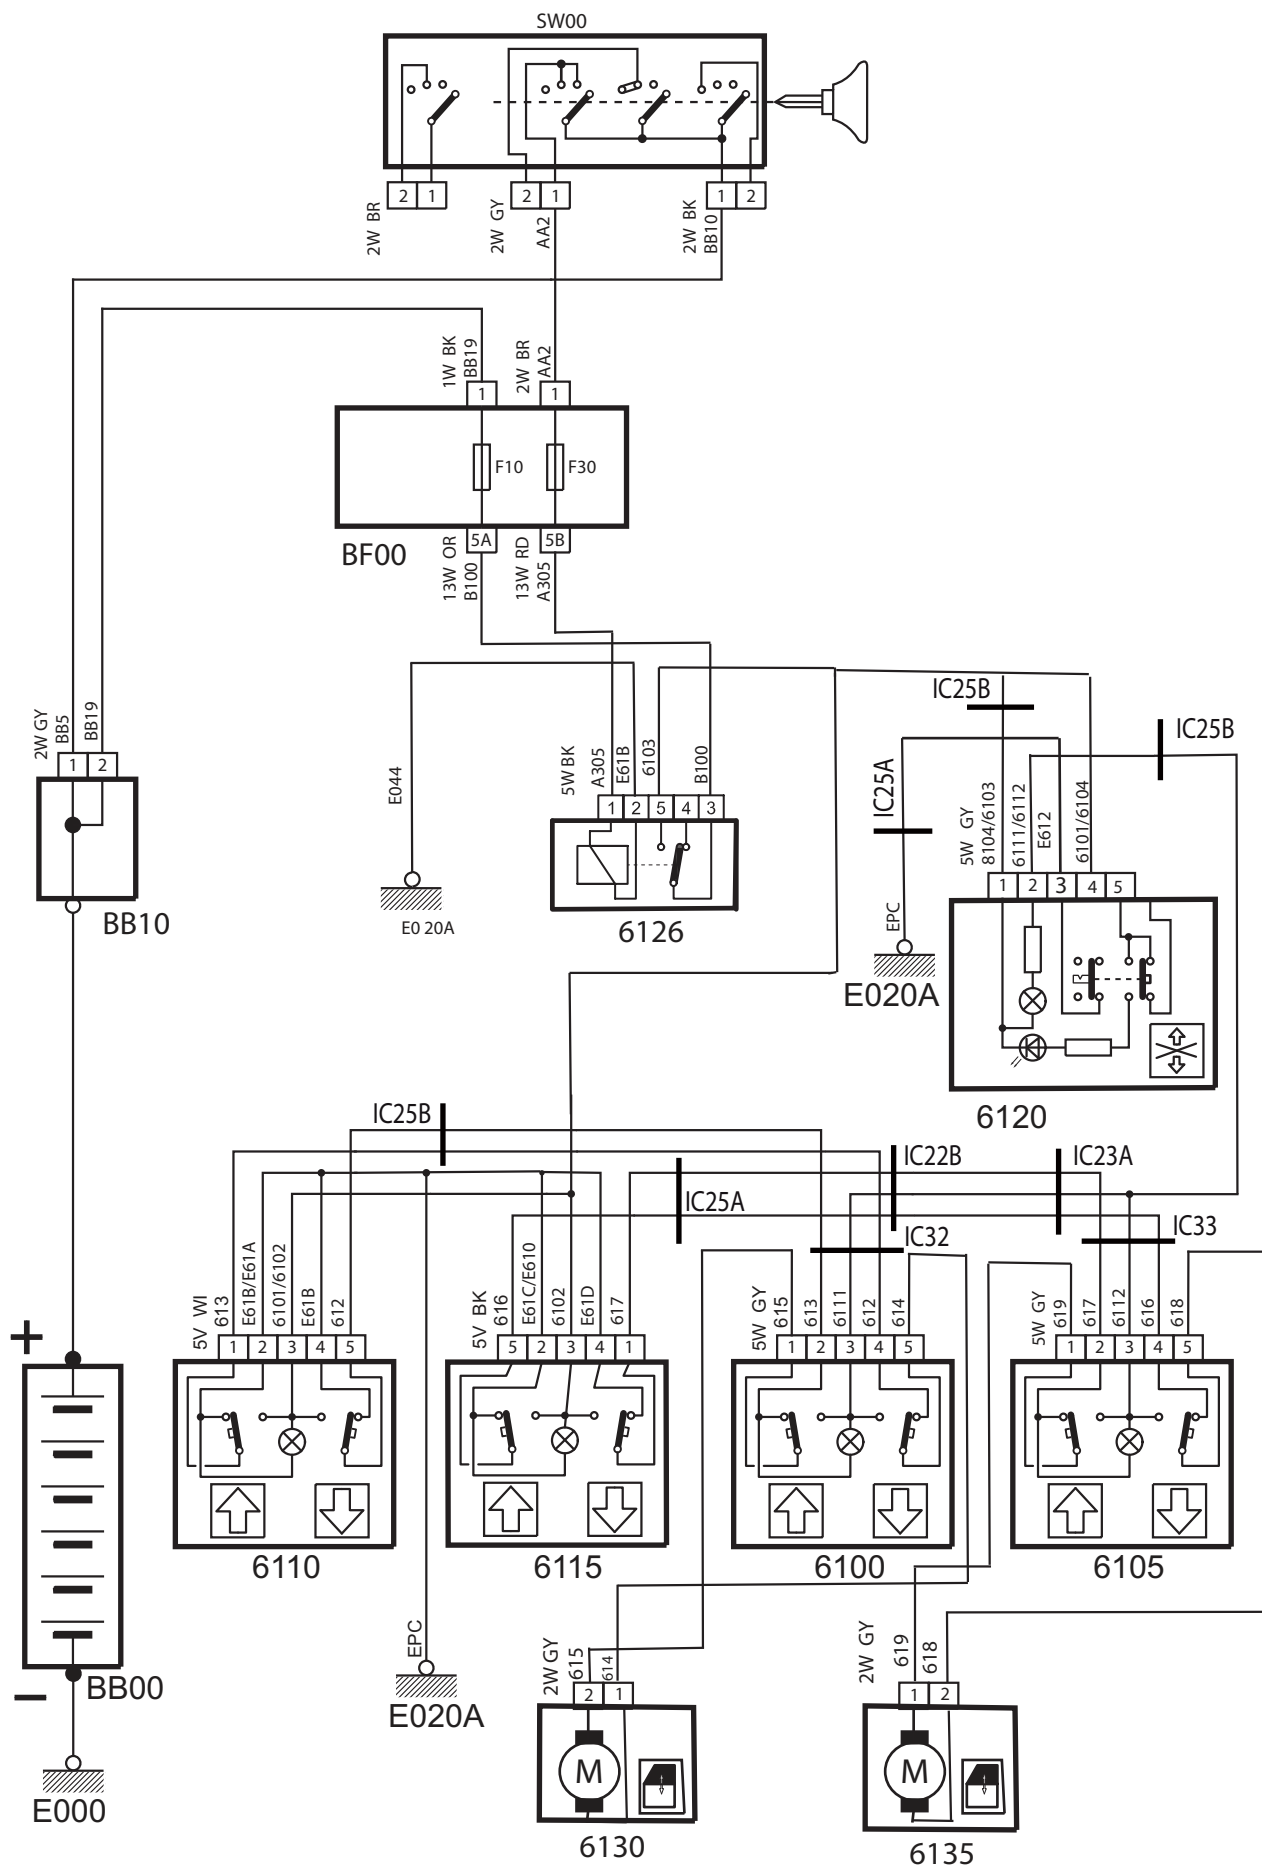 SW00
2 1
2 1
1 2
2W BR
2W GY
AA2
2W BK
BB10
1W BK
BB19
2W BR
AA2
1
1
F10
F30
BF00
13W OR
B100
5A
13W RD
A305
5B
IC25B
IC25B
2W GY
BB5
BB19
1 2
BB10
E044
E0 20A
5W BK
A305
E61B
6103
B100
1 2 5 4 3
6126
IC25A
EPC
E020A
5W GY
8104/6103
6111/6112
E612
6101/6104
1 2 3 4 5
6120
IC25B
IC22B
IC23A
IC25A
IC32
IC33
5V WI
613
E61B/E61A
6101/6102
E61B
612
1 2 3 4 5
6110
5V BK
616
E61C/E610
6102
E61D
617
5 2 3 4 1
6115
5W GY
615
613
6111
612
614
1 2 3 4 5
6100
5W GY
619
617
6112
616
618
1 2 3 4 5
6105
+
−
BB00
E000
EPC
E020A
2W GY
615
614
2 1
M
6130
2W GY
619
618
1 2
M
6135